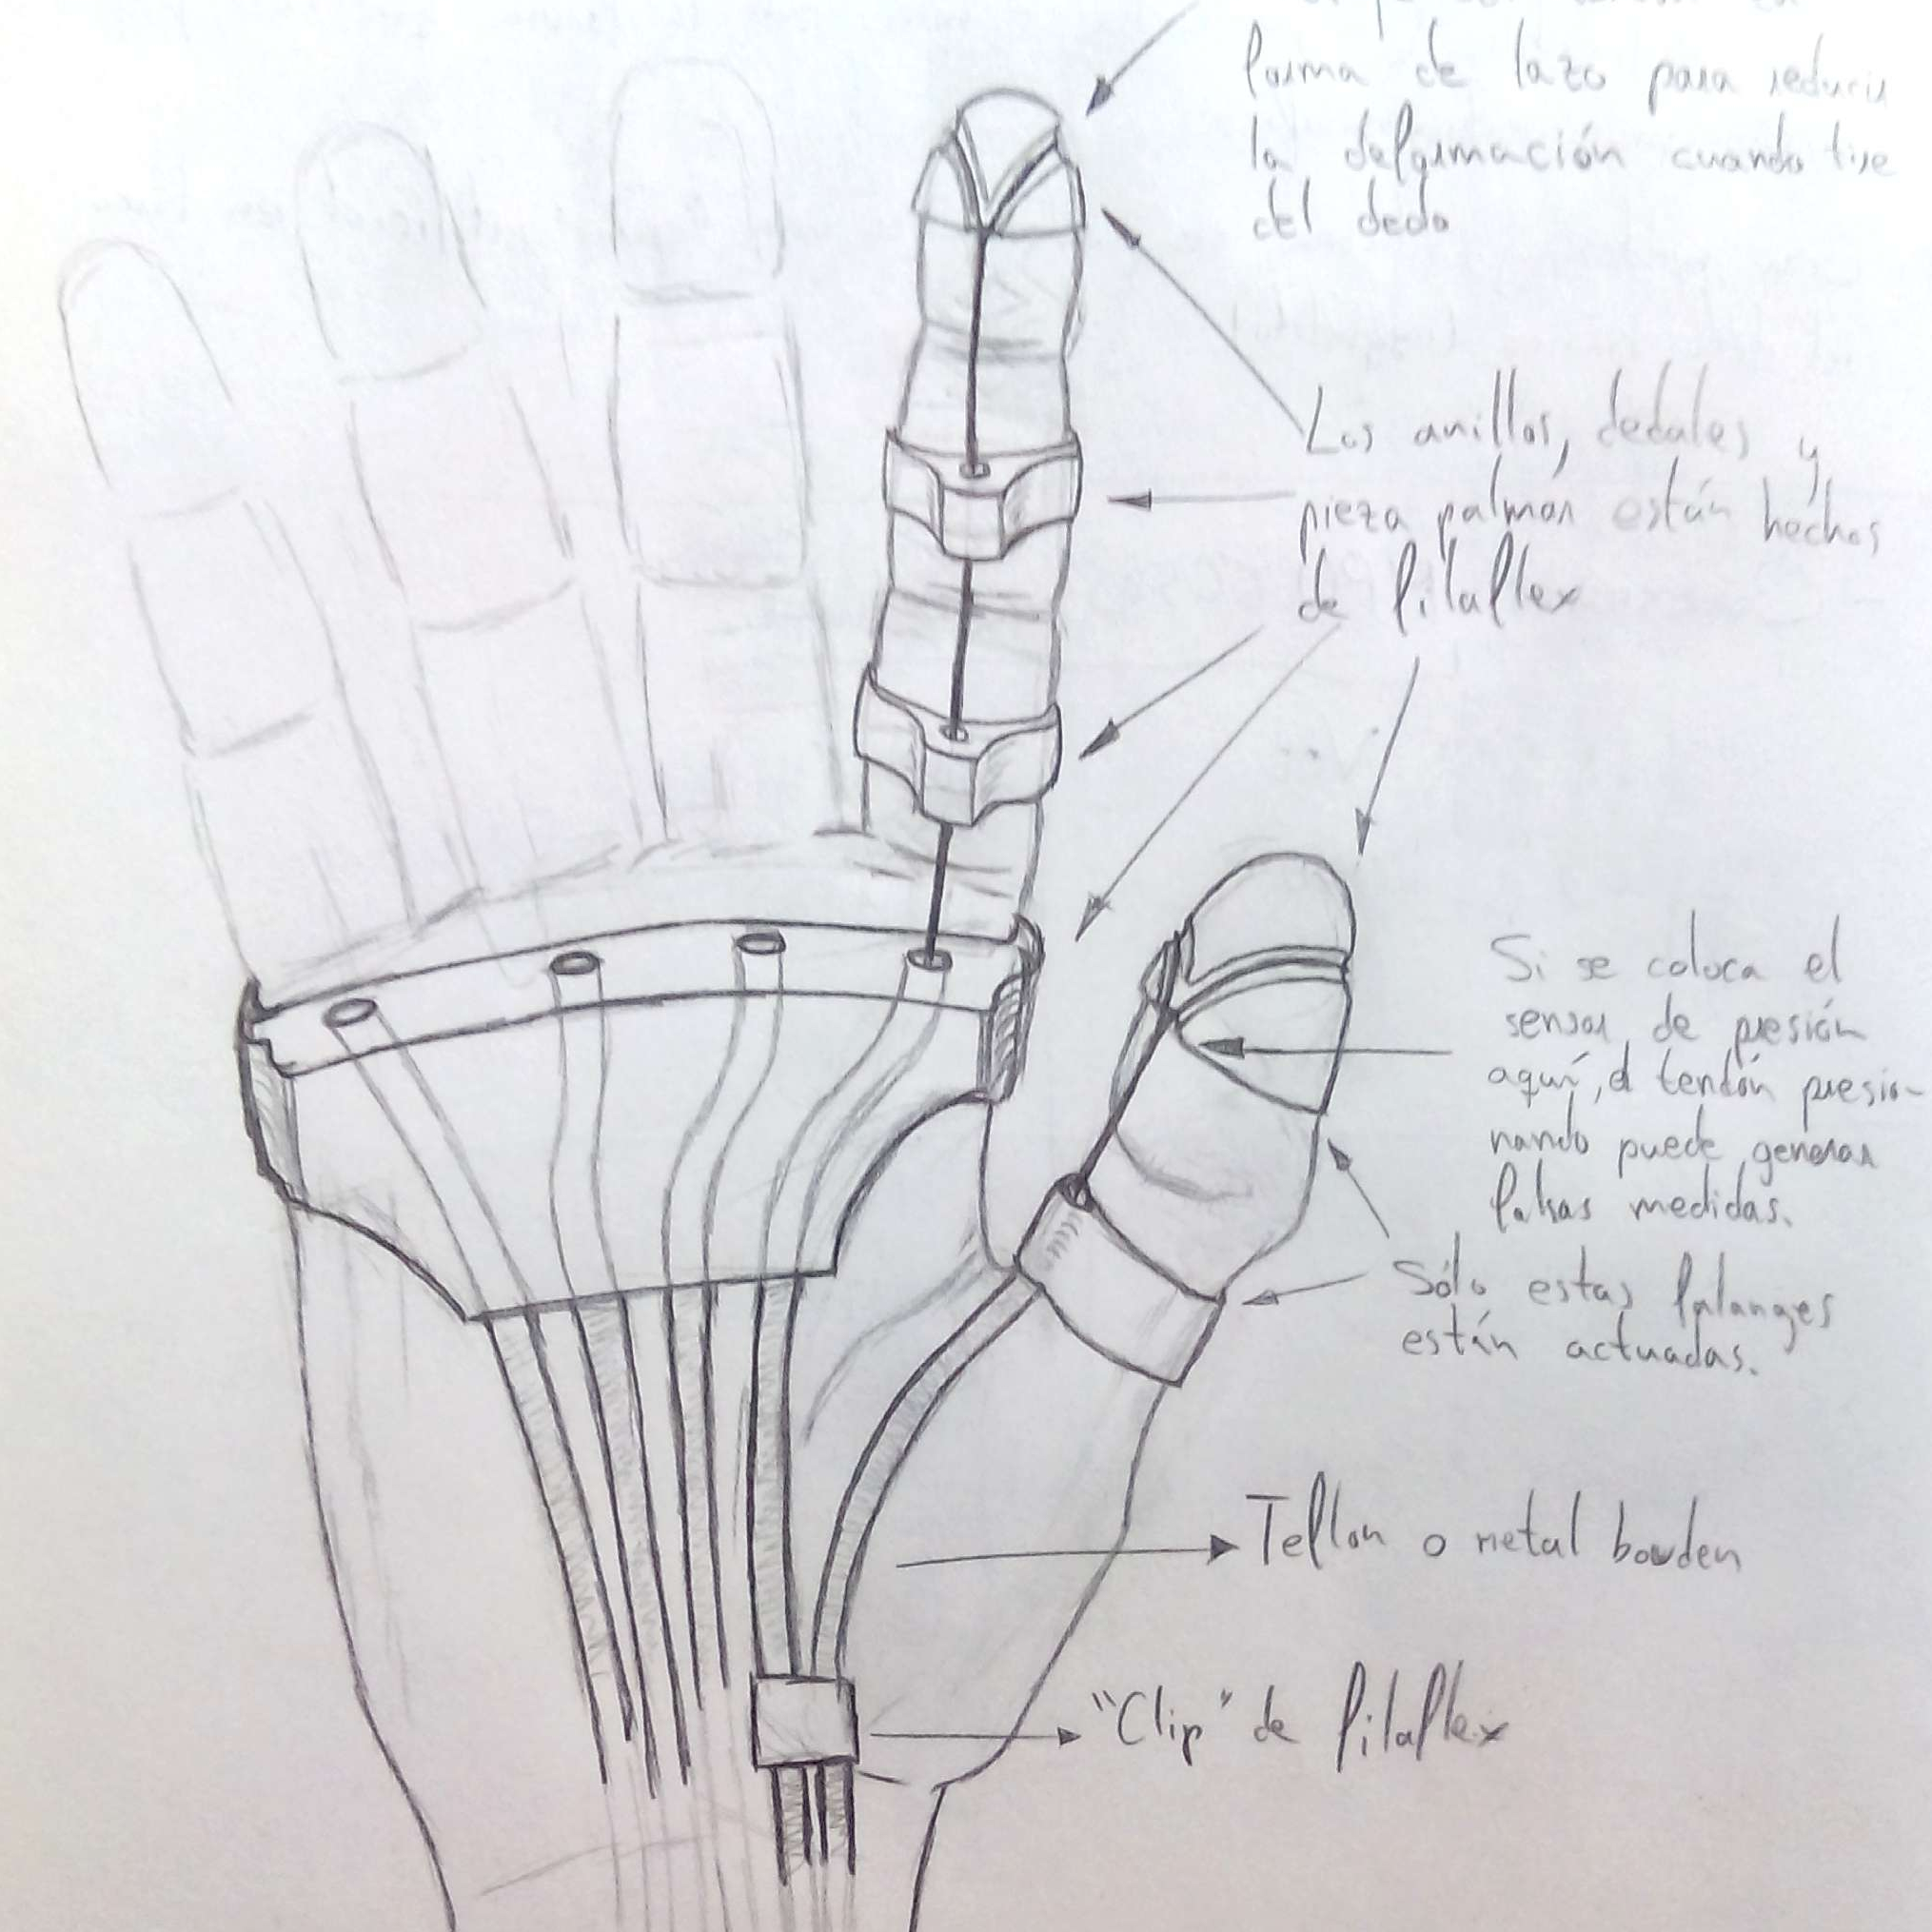 forma de lazo para reducir
la deformación cuando tire
del dedo
Los anillos, dedales y
pieza palmar están hechos
de filaflex
Si se coloca el
sensor de presión
aquí, el tendón presio-
nando puede generar
falsas medidas.
Sólo estas falanges
están actuadas.
Teflon o metal bowden
"Clip" de filaflex